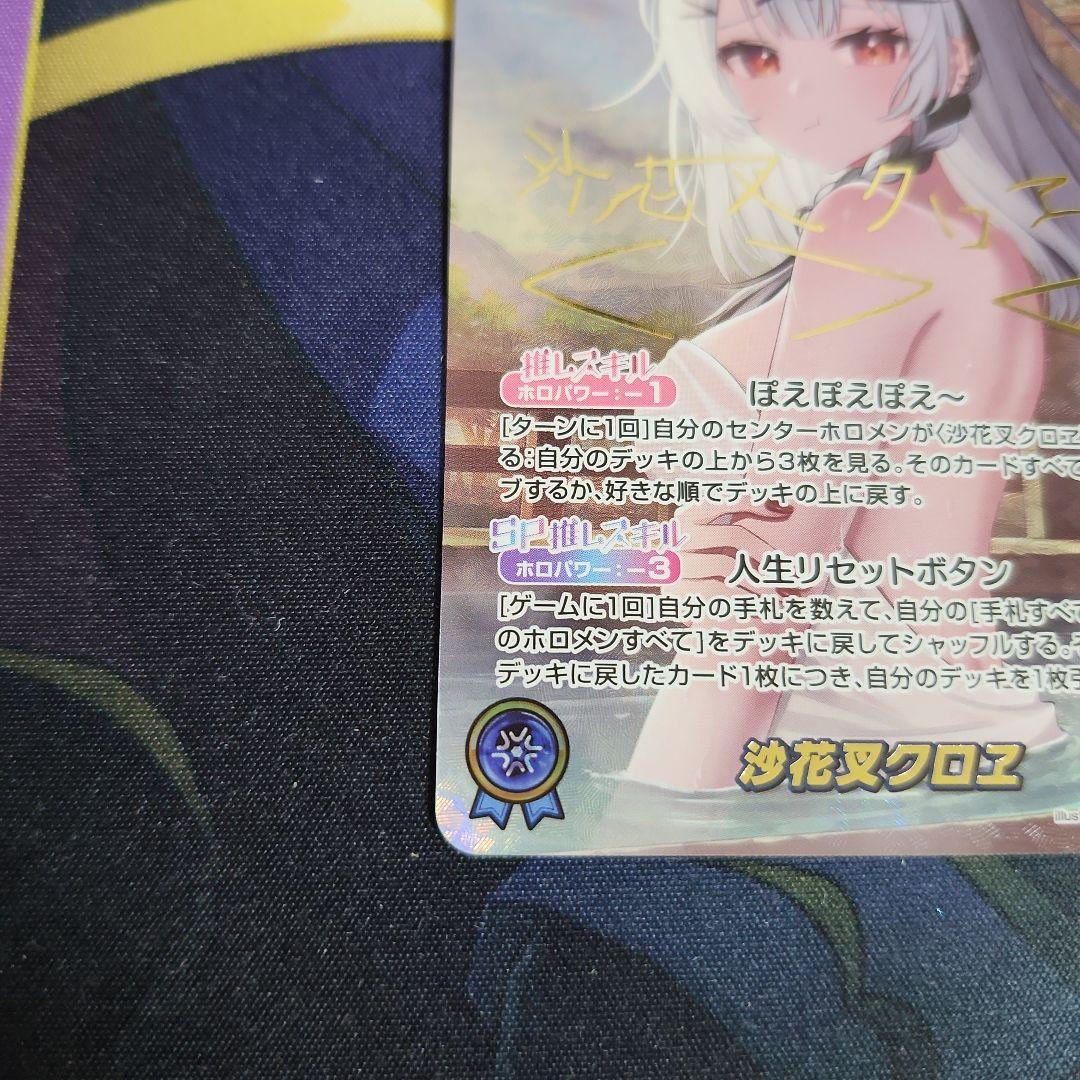 沙花叉クロヱ
推しスキル
ホロパワー：－1
ぽえぽえぽえ～
[ターンに1回]自分のセンターホロメンが〈沙花叉クロヱ
る：自分のデッキの上から3枚を見る。そのカードすべて
ブするか、好きな順でデッキの上に戻す。
SP推しスキル
ホロパワー：－3
人生リセットボタン
[ゲームに1回]自分の手札を数えて、自分の[手札すべて
のホロメンすべて]をデッキに戻してシャッフルする。そ
デッキに戻したカード1枚につき、自分のデッキを1枚引
沙花叉クロヱ
illus